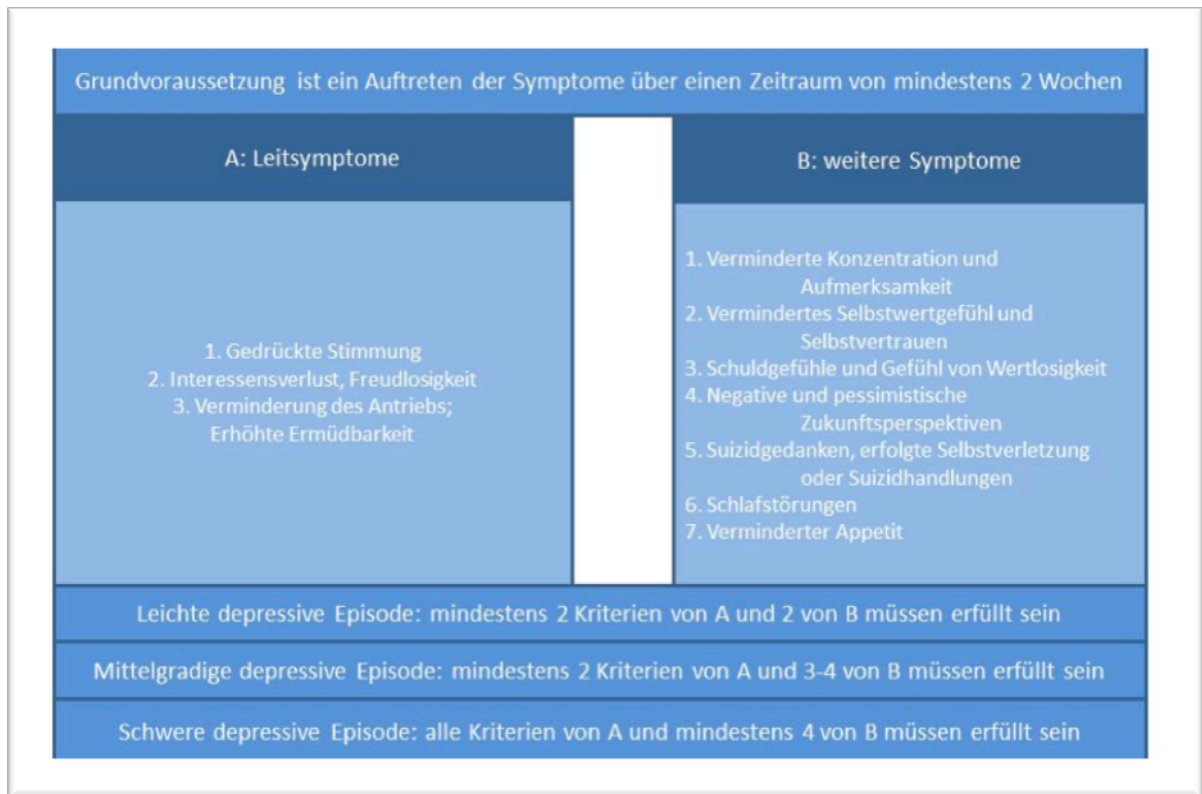 Grundvoraussetzung ist ein Auftreten der Symptome über einen Zeitraum von mindestens 2 Wochen
A: Leitsymptome
1. Gedrückte Stimmung
2. Interessensverlust, Freudlosigkeit
3. Verminderung des Antriebs;
Erhöhte Ermüdbarkeit
B: weitere Symptome
1. Verminderte Konzentration und
Aufmerksamkeit
2. Vermindertes Selbstwertgefühl und
Selbstvertrauen
3. Schuldgefühle und Gefühl von Wertlosigkeit
4. Negative und pessimistische
Zukunftsperspektiven
5. Suizidgedanken, erfolgte Selbstverletzung
oder Suizidhandlungen
6. Schlafstörungen
7. Verminderter Appetit
Leichte depressive Episode: mindestens 2 Kriterien von A und 2 von B müssen erfüllt sein
Mittelgradige depressive Episode: mindestens 2 Kriterien von A und 3-4 von B müssen erfüllt sein
Schwere depressive Episode: alle Kriterien von A und mindestens 4 von B müssen erfüllt sein